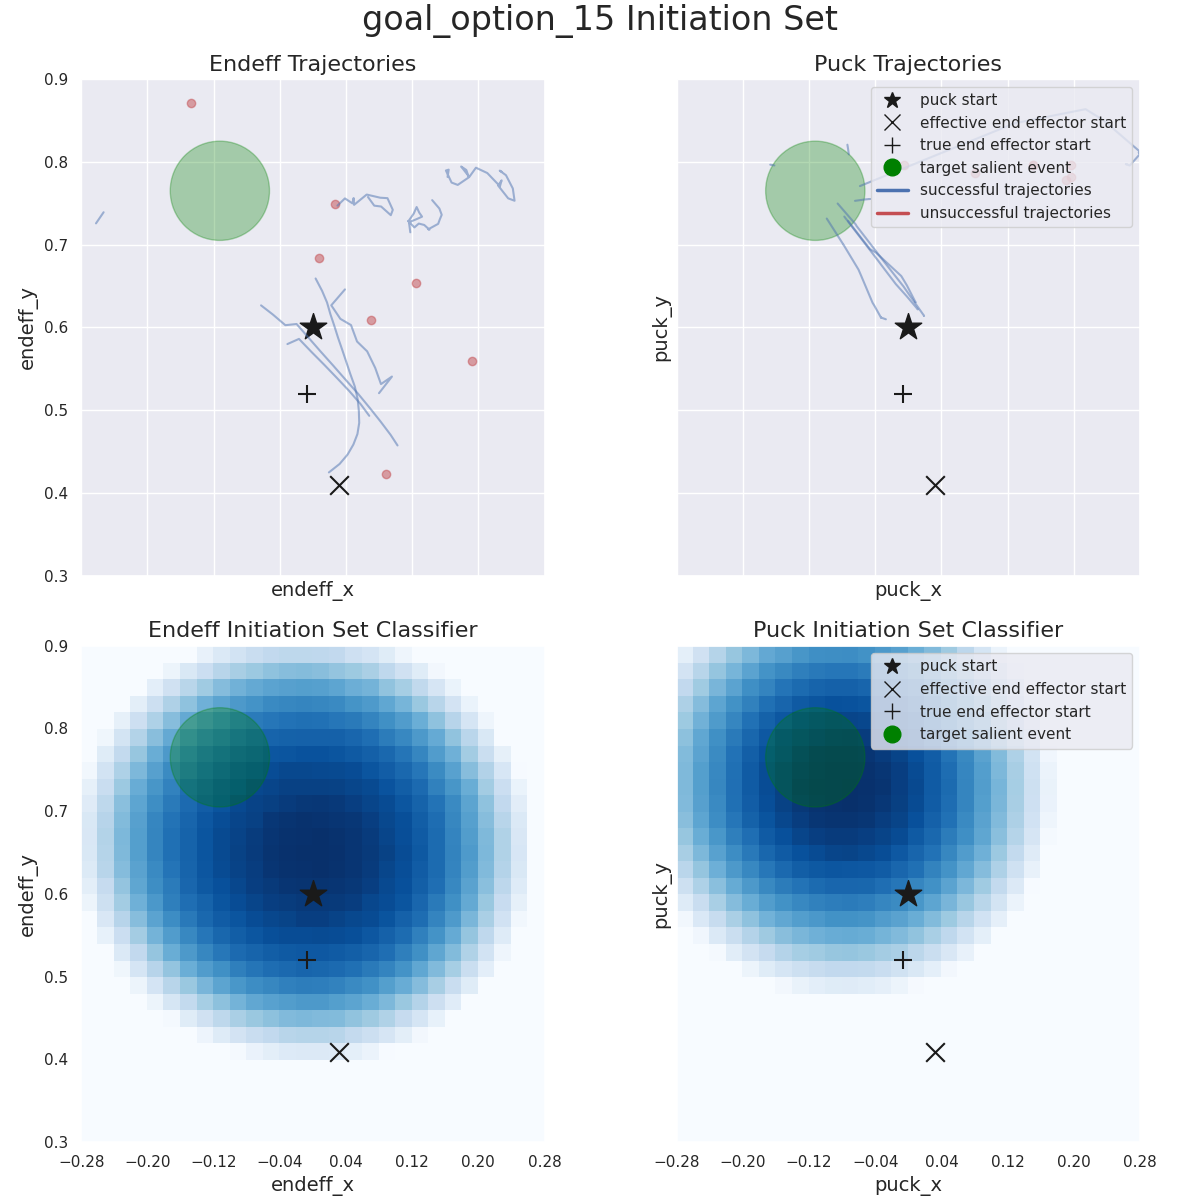 goal_option_15 Initiation Set
Endeff Trajectories
Puck Trajectories
0.9
0.8
0.7
0.6
0.5
0.4
0.3
endeff_y
endeff_x
puck_y
puck_x
puck start
effective end effector start
true end effector start
target salient event
successful trajectories
unsuccessful trajectories
Endeff Initiation Set Classifier
Puck Initiation Set Classifier
0.9
0.8
0.7
0.6
0.5
0.4
0.3
endeff_y
−0.28 −0.20 −0.12 −0.04 0.04 0.12 0.20 0.28
endeff_x
puck_y
puck start
effective end effector start
true end effector start
target salient event
−0.28 −0.20 −0.12 −0.04 0.04 0.12 0.20 0.28
puck_x